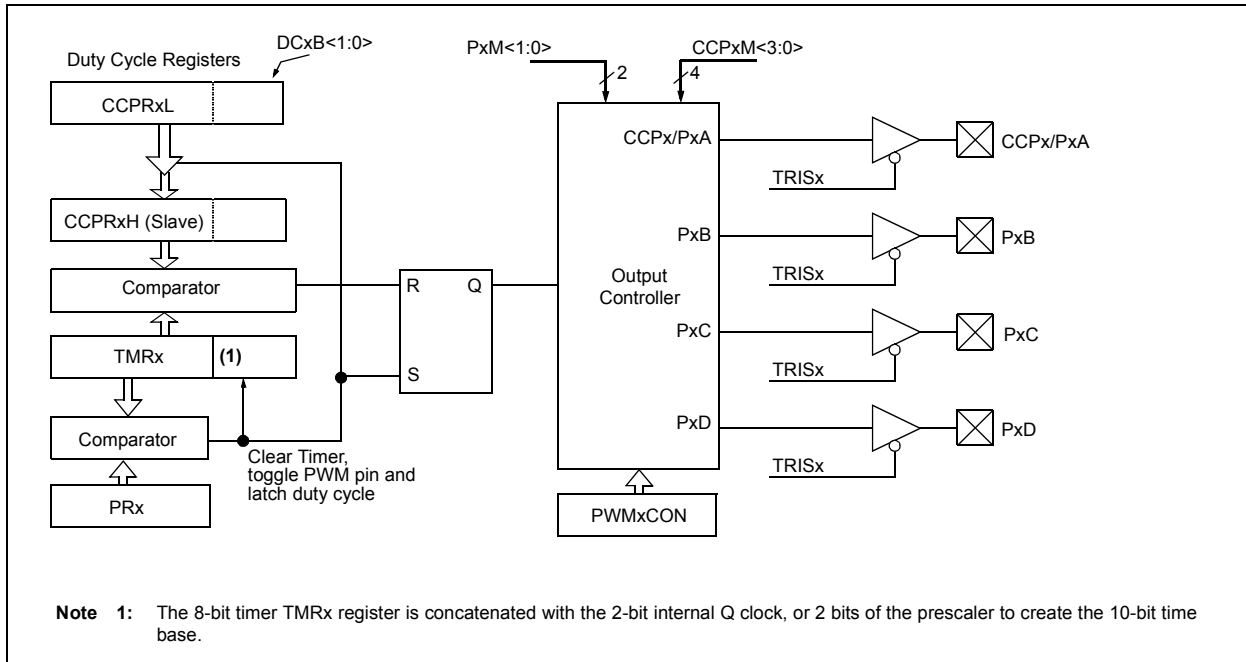 DCxB<1:0>
Duty Cycle Registers
CCPRxL
CCPRxH (Slave)
Comparator
TMRx (1)
Comparator
PRx
Clear Timer,
toggle PWM pin and
latch duty cycle
R Q
S
PxM<1:0>
2
CCPxM<3:0>
4
Output
Controller
CCPx/PxA
PxB
PxC
PxD
PWMxCON
TRISx
CCPx/PxA
TRISx
PxB
TRISx
PxC
TRISx
PxD
Note 1: The 8-bit timer TMRx register is concatenated with the 2-bit internal Q clock, or 2 bits of the prescaler to create the 10-bit time
base.